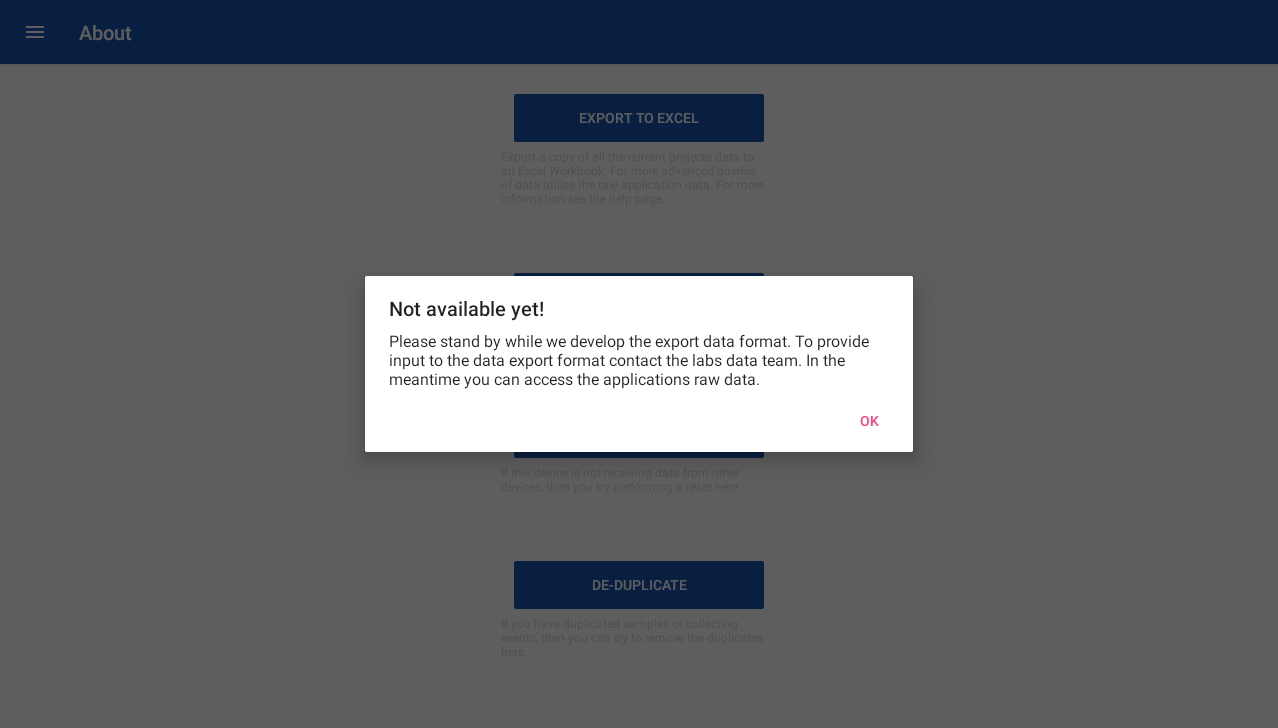 About
EXPORT TO EXCEL
Export a copy of all the current projects data to
an Excel Workbook. For more advanced queries
of data utilize the raw application data. For more
information see the help page.
Not available yet!
Please stand by while we develop the export data format. To provide
input to the data export format contact the labs data team. In the
meantime you can access the applications raw data.
OK
If this device is not receiving data from other
devices, then you try performing a reset here.
DE-DUPLICATE
If you have duplicated samples or collecting
events, then you can try to remove the duplicates
here.